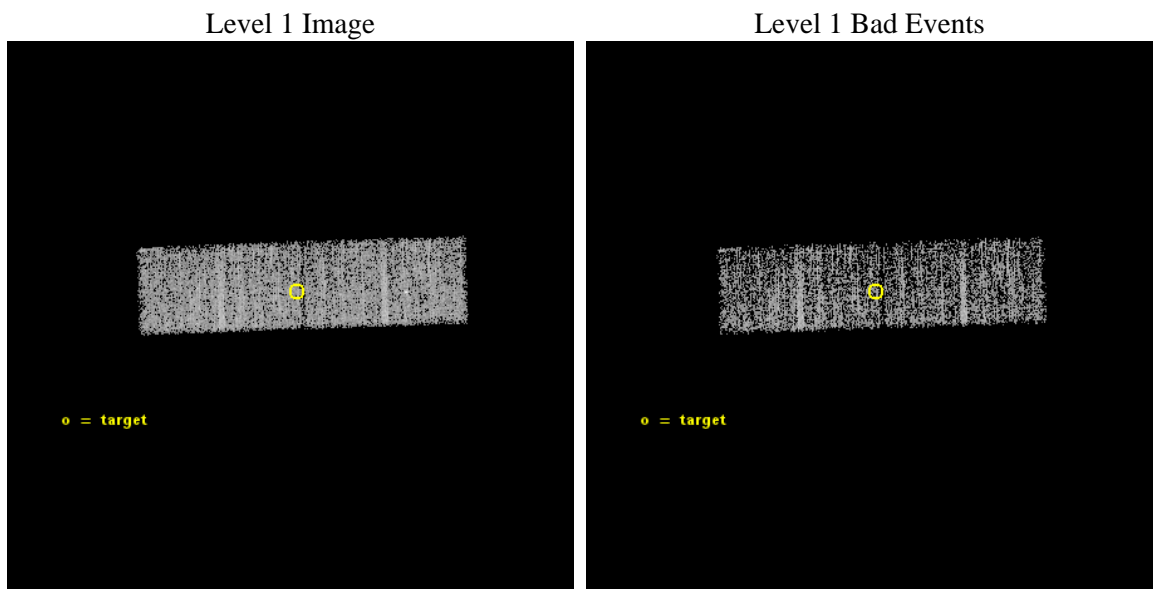 Level 1 Image
Level 1 Bad Events
o = target
o = target